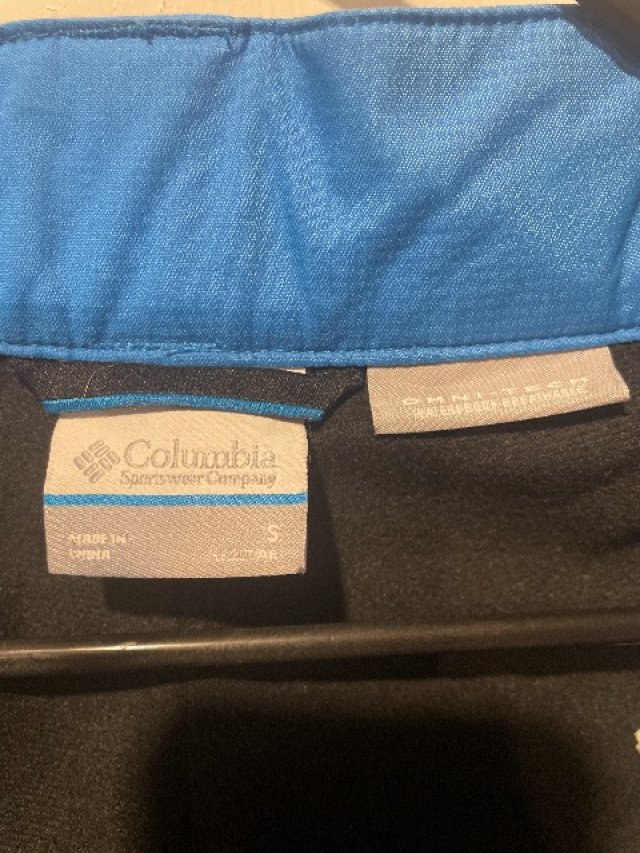 Columbia
Sportswear Company
MADE IN
CHINA
S
OMNI-TECH
WATERPROOF-BREATHABLE